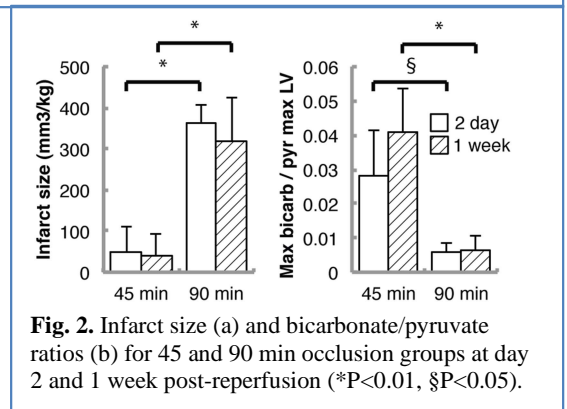 *
*
Infarct size (mm3/kg)
500
400
300
200
100
0
45 min 90 min
*
§
Max bicarb / pyr max LV
0.06
0.05
0.04
0.03
0.02
0.01
0
2 day
1 week
45 min 90 min
Fig. 2. Infarct size (a) and bicarbonate/pyruvate
ratios (b) for 45 and 90 min occlusion groups at day
2 and 1 week post-reperfusion (*P<0.01, §P<0.05).